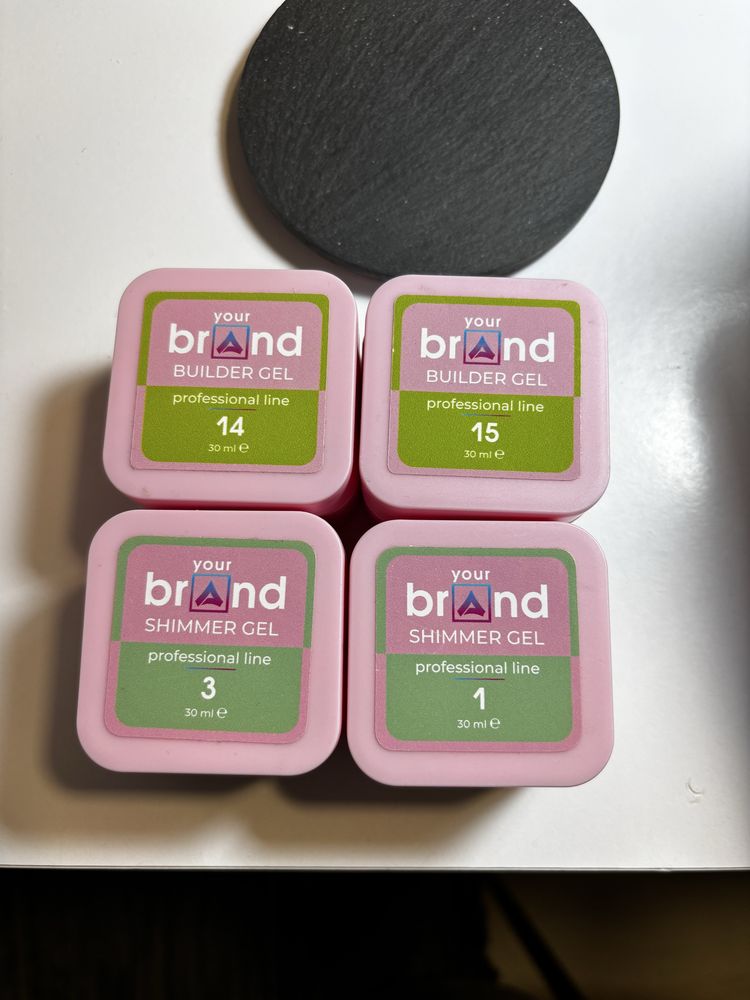 your
brand
BUILDER GEL
professional line
14
30 ml ℮
your
brand
BUILDER GEL
professional line
15
30 ml ℮
your
brand
SHIMMER GEL
professional line
3
30 ml ℮
your
brand
SHIMMER GEL
professional line
1
30 ml ℮